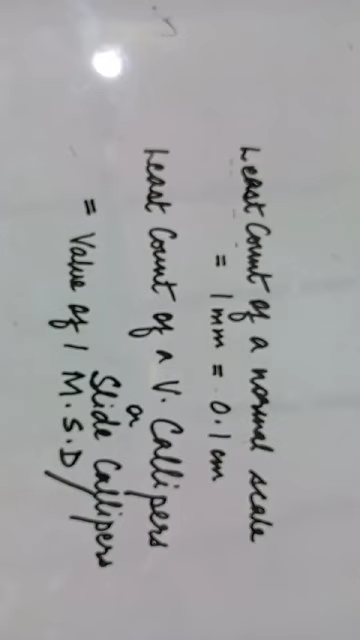 Least Count of a normal scale
= 1 mm = 0.1 cm
Least Count of a V. Callipers
or
Slide Callipers
= Value of 1 M.S.D/